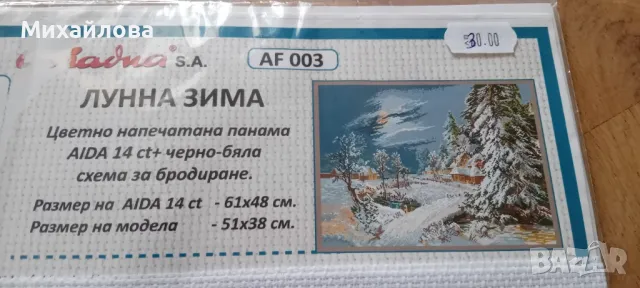 Михайлова
S.A.
AF 003
30.00
ЛУННА ЗИМА
Цветно напечатана панама
AIDA 14 ct+ черно-бяла
схема за бродиране.
Размер на AIDA 14 ct - 61x48 см.
Размер на модела - 51x38 см.
BAZAR